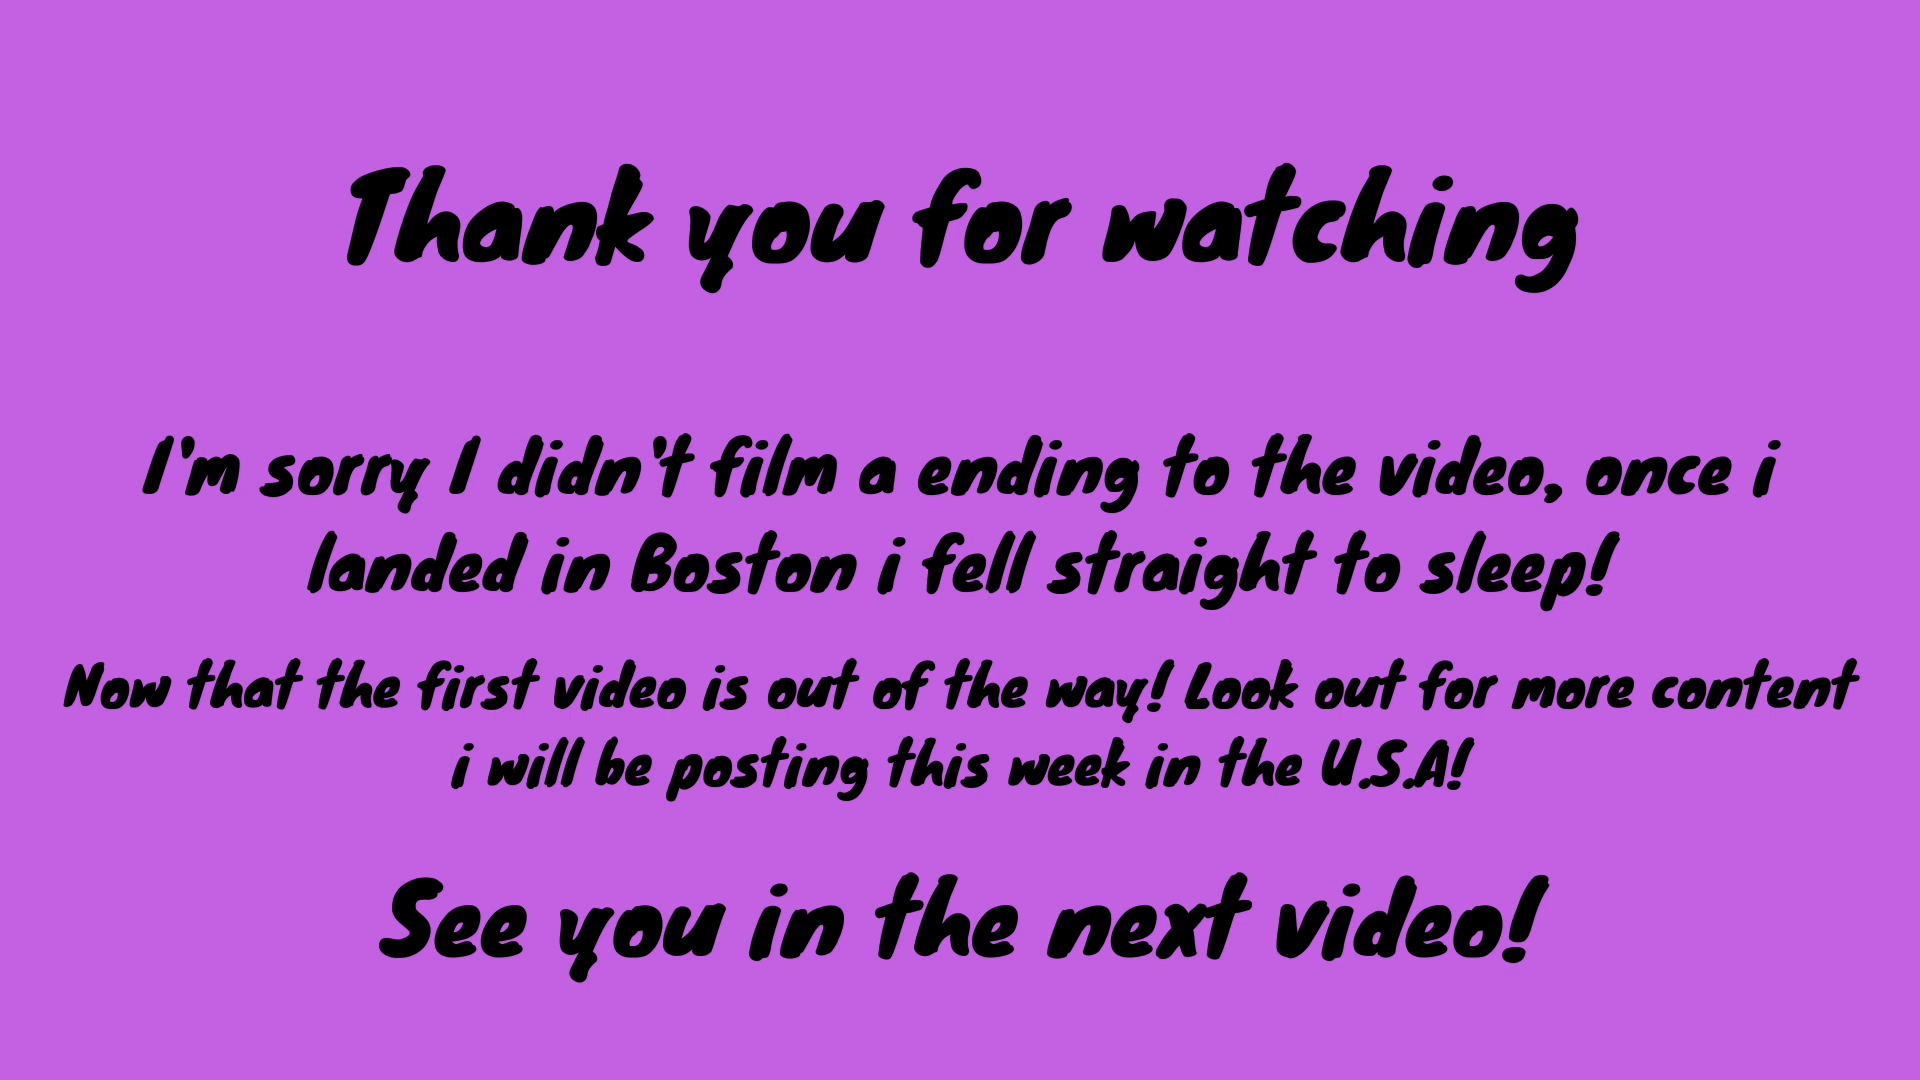 Thank you for watching
I'm sorry I didn't film a ending to the video, once i
landed in Boston i fell straight to sleep!
Now that the first video is out of the way! Look out for more content
i will be posting this week in the U.S.A!
See you in the next video!